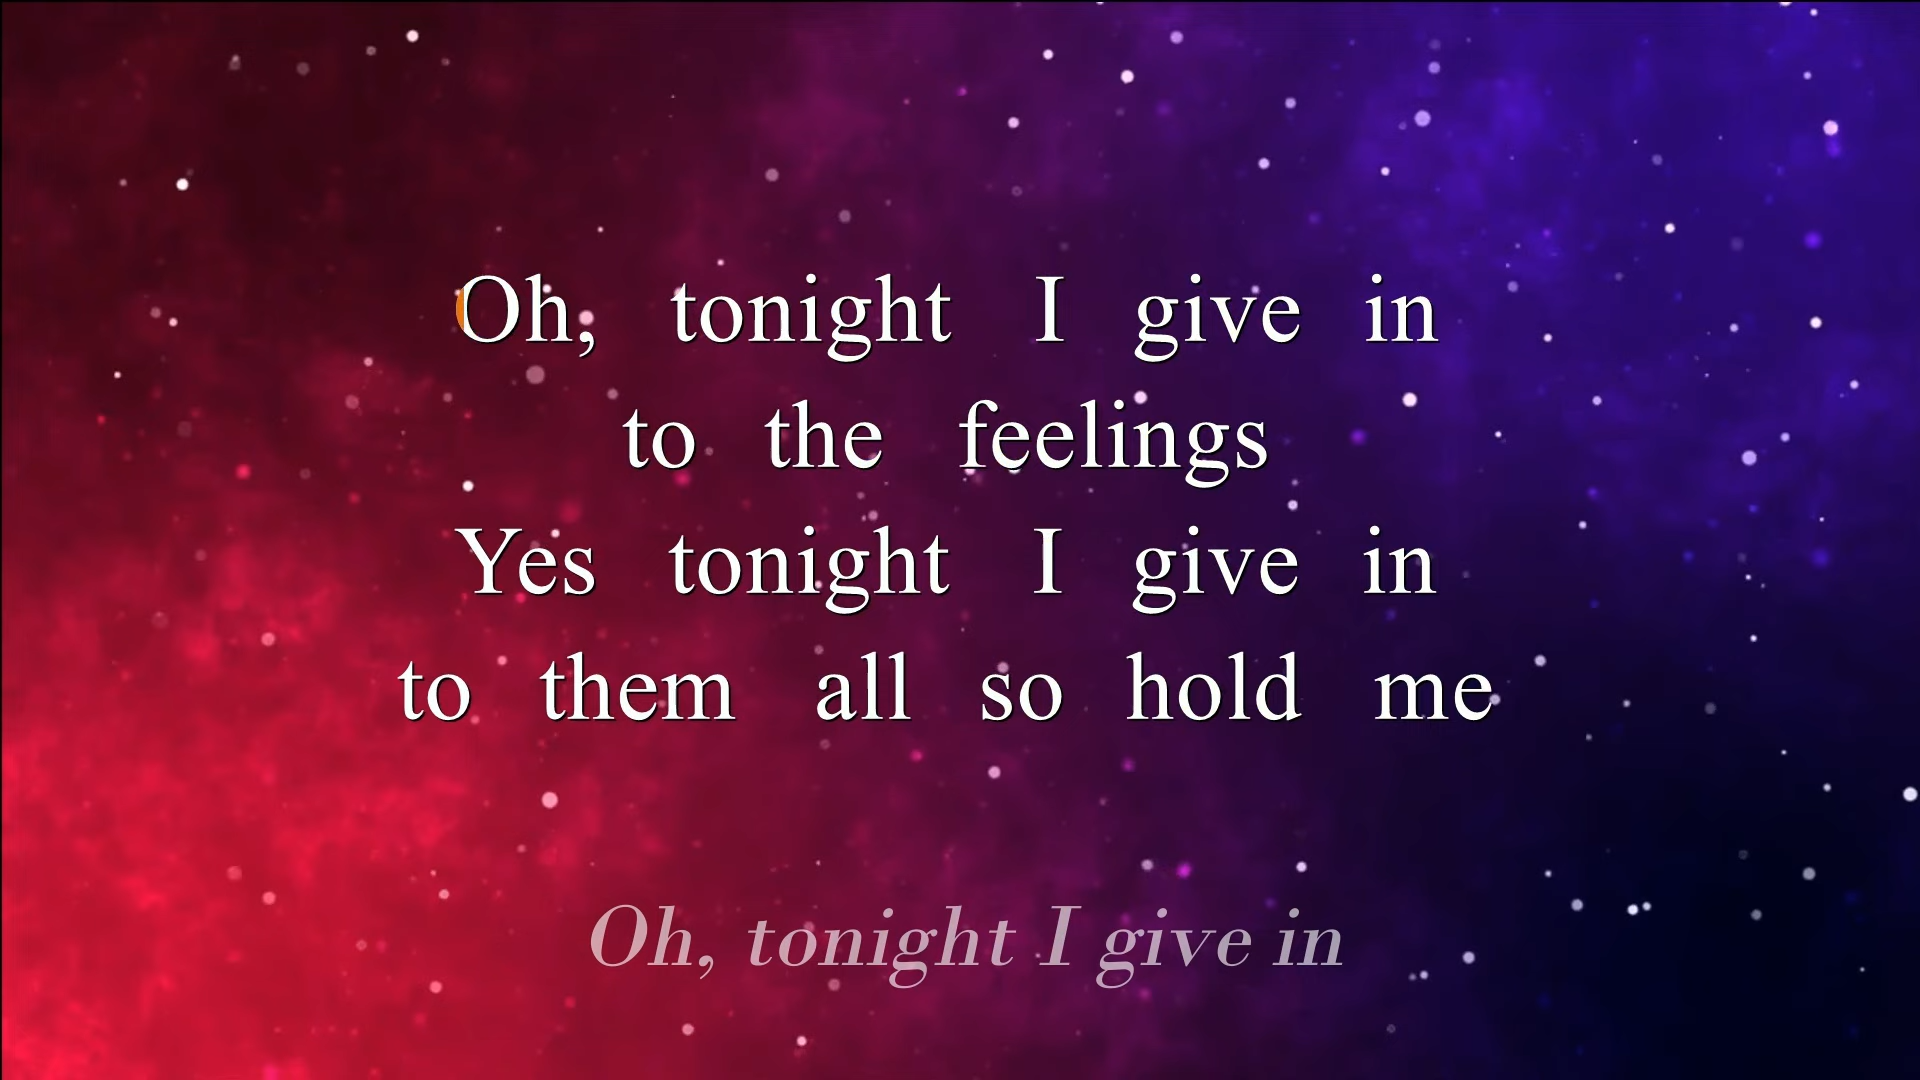 Oh, tonight I give in
to the feelings
Yes tonight I give in
to them all so hold me
Oh, tonight I give in